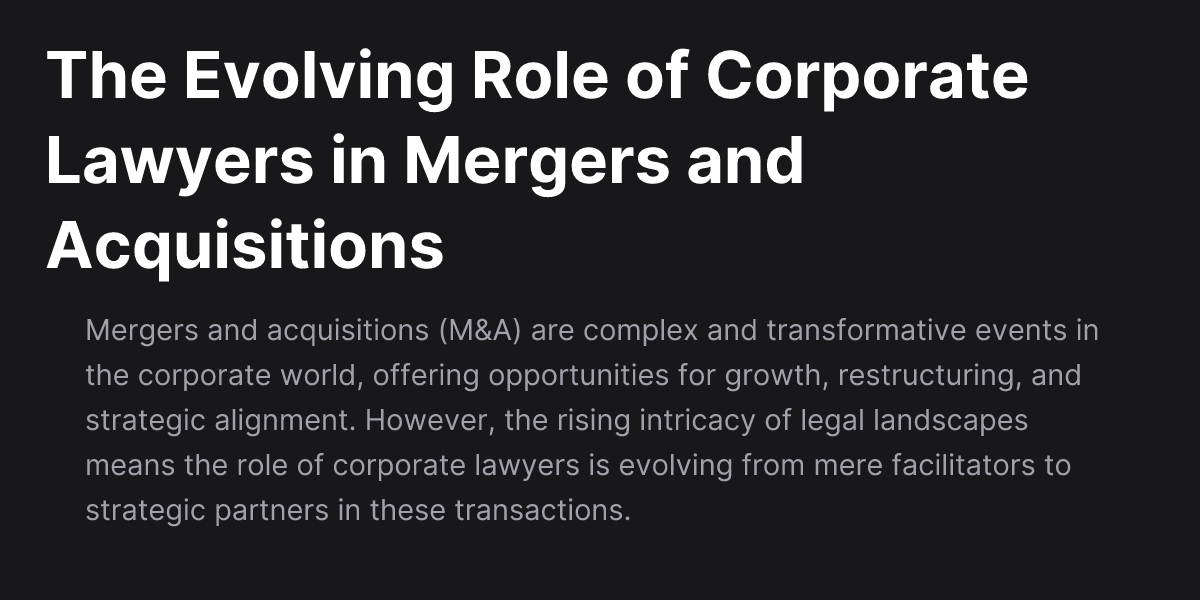 The Evolving Role of Corporate
Lawyers in Mergers and
Acquisitions
Mergers and acquisitions (M&A) are complex and transformative events in
the corporate world, offering opportunities for growth, restructuring, and
strategic alignment. However, the rising intricacy of legal landscapes
means the role of corporate lawyers is evolving from mere facilitators to
strategic partners in these transactions.